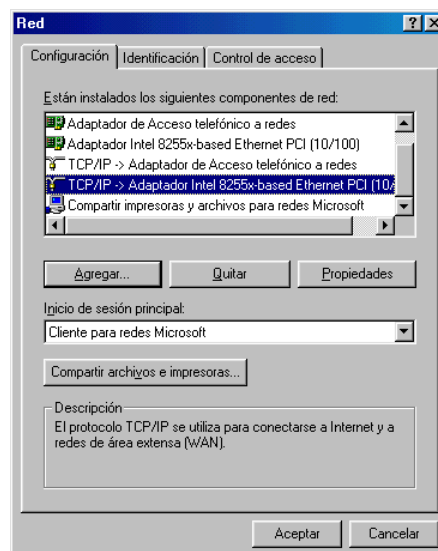 Red
Configuración Identificación Control de acceso
Están instalados los siguientes componentes de red:
Adaptador de Acceso telefónico a redes
Adaptador Intel 8255x-based Ethernet PCI (10/100)
TCP/IP -> Adaptador de Acceso telefónico a redes
TCP/IP -> Adaptador Intel 8255x-based Ethernet PCI (10/
Compartir impresoras y archivos para redes Microsoft
Agregar... Quitar Propiedades
Inicio de sesión principal:
Cliente para redes Microsoft
Compartir archivos e impresoras...
Descripción
El protocolo TCP/IP se utiliza para conectarse a Internet y a
redes de área extensa (WAN).
Aceptar Cancelar